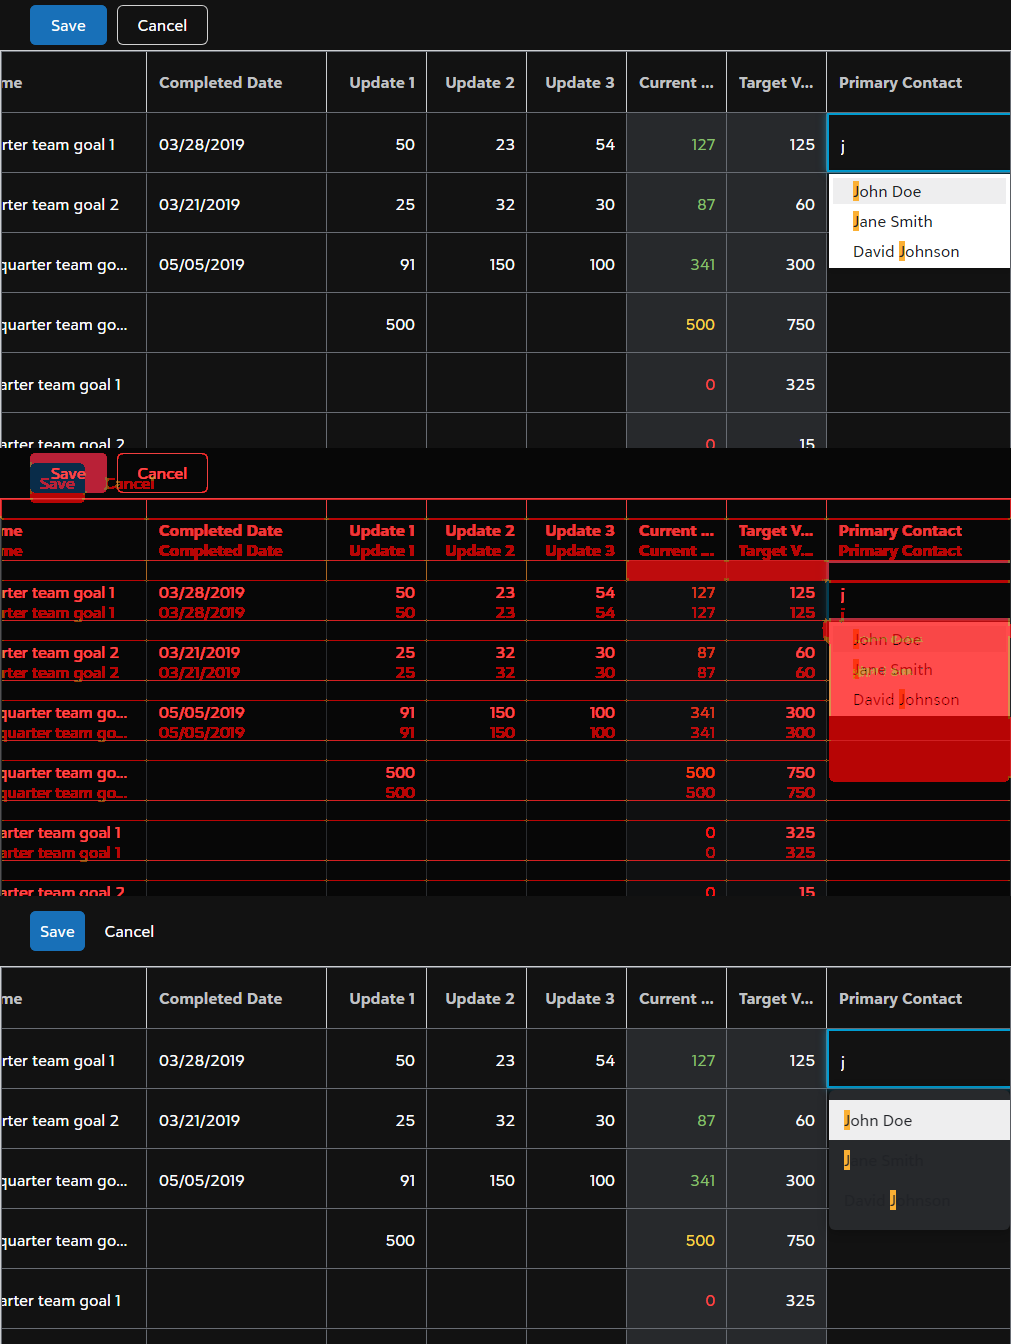 Save Cancel
me Completed Date Update 1 Update 2 Update 3 Current ... Target V... Primary Contact
rter team goal 1 03/28/2019 50 23 54 127 125 j
John Doe
rter team goal 2 03/21/2019 25 32 30 87 60
Jane Smith
David Johnson
quarter team go... 05/05/2019 91 150 100 341 300
quarter team go... 500 500 750
arter team goal 1 0 325
arter team goal 2 0 15
Save Cancel
Save Cancel
me Completed Date Update 1 Update 2 Update 3 Current ... Target V... Primary Contact
me Completed Date Update 1 Update 2 Update 3 Current ... Target V... Primary Contact
rter team goal 1 03/28/2019 50 23 54 127 125 j
rter team goal 1 03/28/2019 50 23 54 127 125 j
John Doe
rter team goal 2 03/21/2019 25 32 30 87 60
rter team goal 2 03/21/2019 25 32 30 87 60
Jane Smith
David Johnson
quarter team go... 05/05/2019 91 150 100 341 300
quarter team go... 05/05/2019 91 150 100 341 300
quarter team go... 500 500 750
quarter team go... 500 500 750
arter team goal 1 0 325
arter team goal 1 0 325
arter team goal 2 0 15
Save Cancel
me Completed Date Update 1 Update 2 Update 3 Current ... Target V... Primary Contact
rter team goal 1 03/28/2019 50 23 54 127 125 j
rter team goal 2 03/21/2019 25 32 30 87 60
John Doe
Jane Smith
quarter team go... 05/05/2019 91 150 100 341 300
David Johnson
quarter team go... 500 500 750
arter team goal 1 0 325